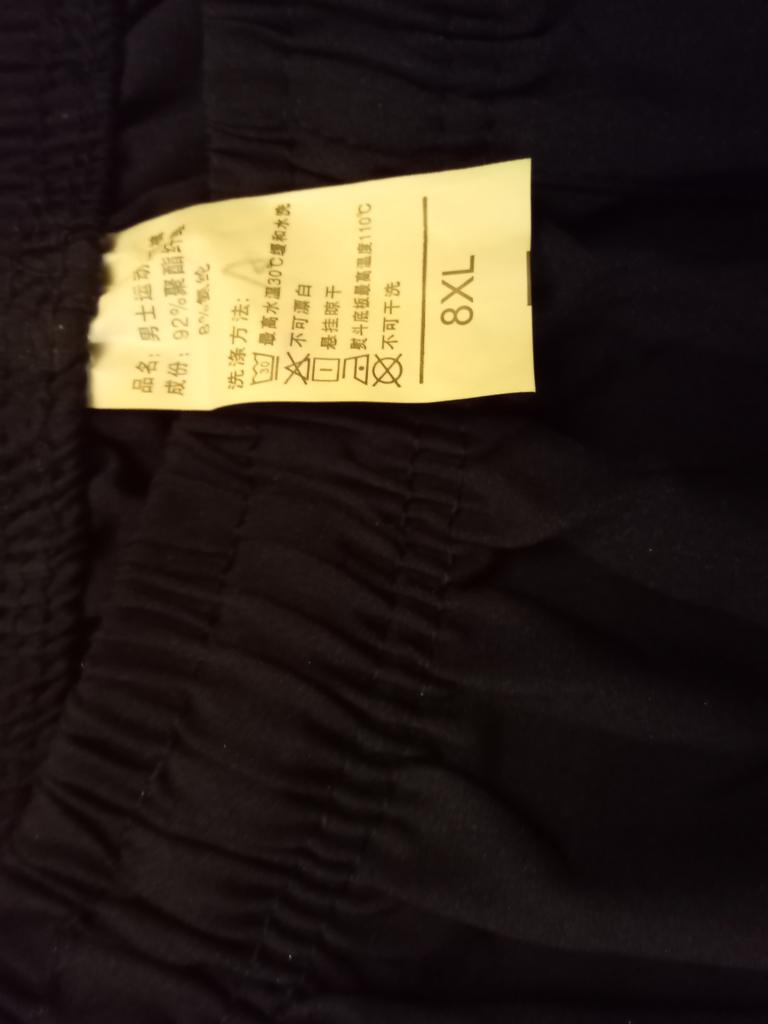 品名：男士运动
成份：92%聚酯纤
8%氨纶
洗涤方法：
30 最高水温30℃缓和水洗
不可漂白
悬挂晾干
熨斗底板最高温度110℃
不可干洗
8XL